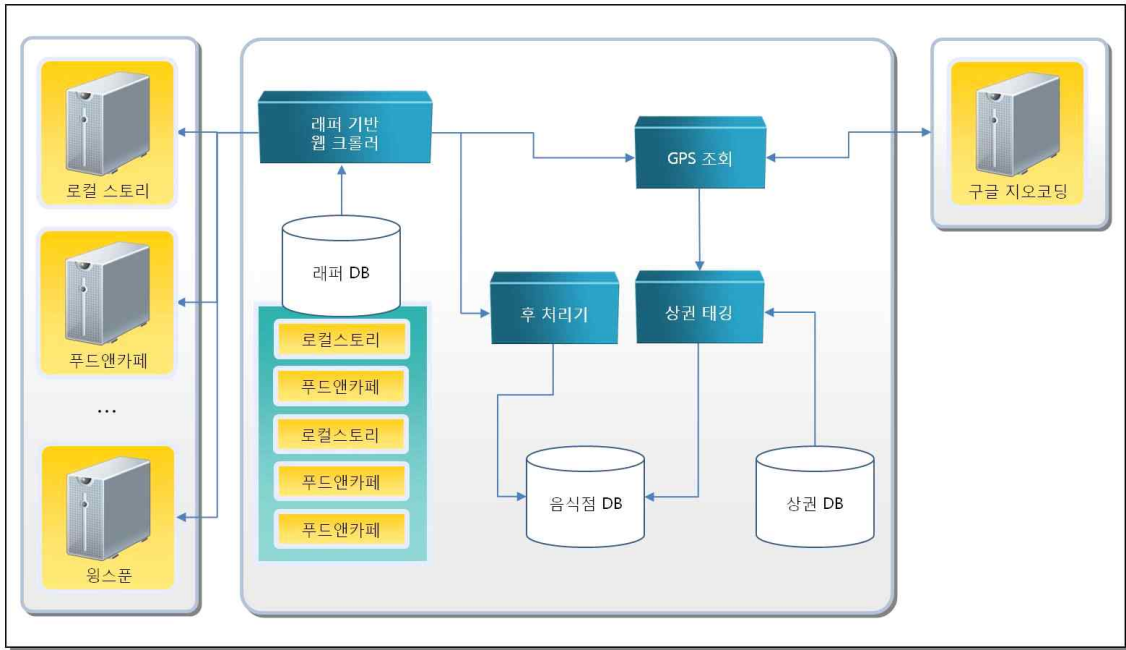 로컬 스토리
푸드앤카페
...
윙스푼
래퍼 기반
웹 크롤러
래퍼 DB
로컬스토리
푸드앤카페
로컬스토리
푸드앤카페
푸드앤카페
GPS 조회
후 처리기
상권 태깅
음식점 DB
상권 DB
구글 지오코딩